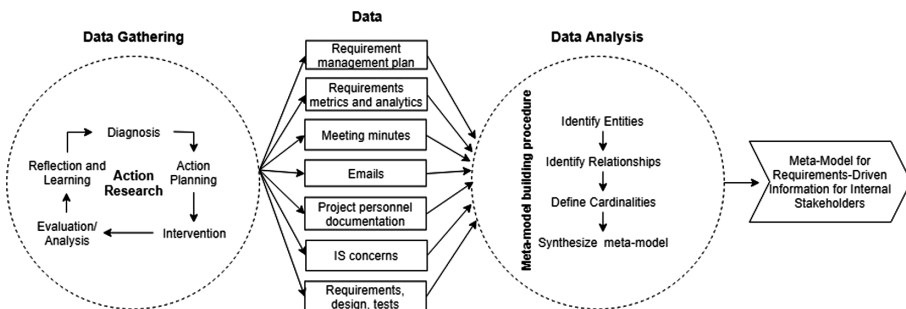 Data Gathering
Diagnosis
Action
Planning
Intervention
Evaluation/
Analysis
Reflection and
Learning
Action
Research
Data
Requirement
management plan
Requirements
metrics and analytics
Meeting minutes
Emails
Project personnel
documentation
IS concerns
Requirements,
design, tests
Data Analysis
Meta-model building procedure
Identify Entities
Identify Relationships
Define Cardinalities
Synthesize meta-model
Meta-Model for
Requirements-Driven
Information for Internal
Stakeholders